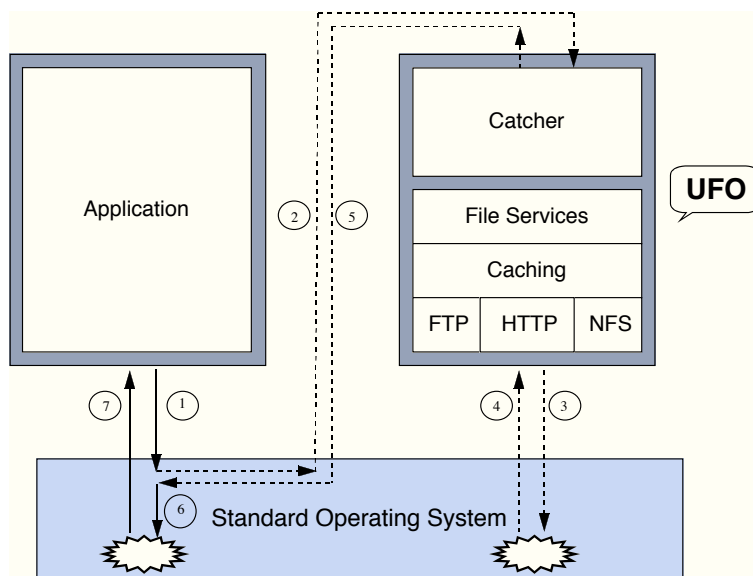 Application
Catcher
UFO
File Services
Caching
FTP HTTP NFS
2
5
7
1
4
3
6
Standard Operating System